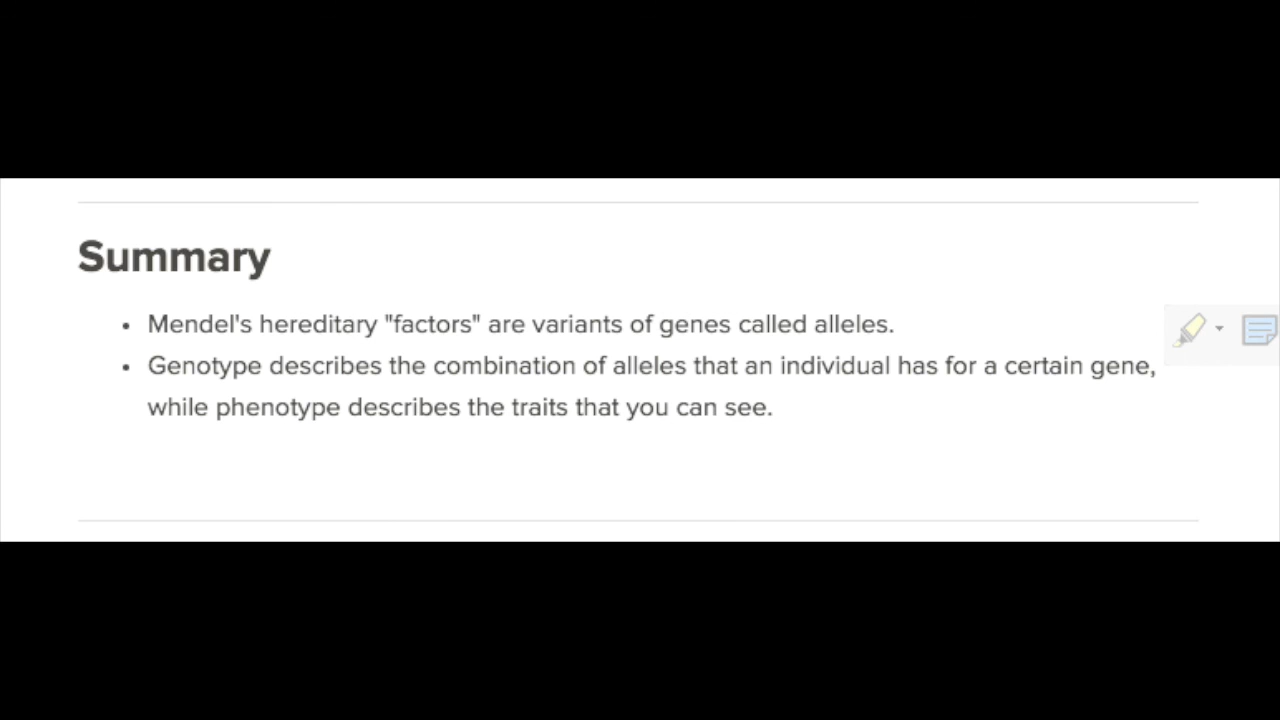 Summary
• Mendel's hereditary "factors" are variants of genes called alleles.
• Genotype describes the combination of alleles that an individual has for a certain gene,
while phenotype describes the traits that you can see.